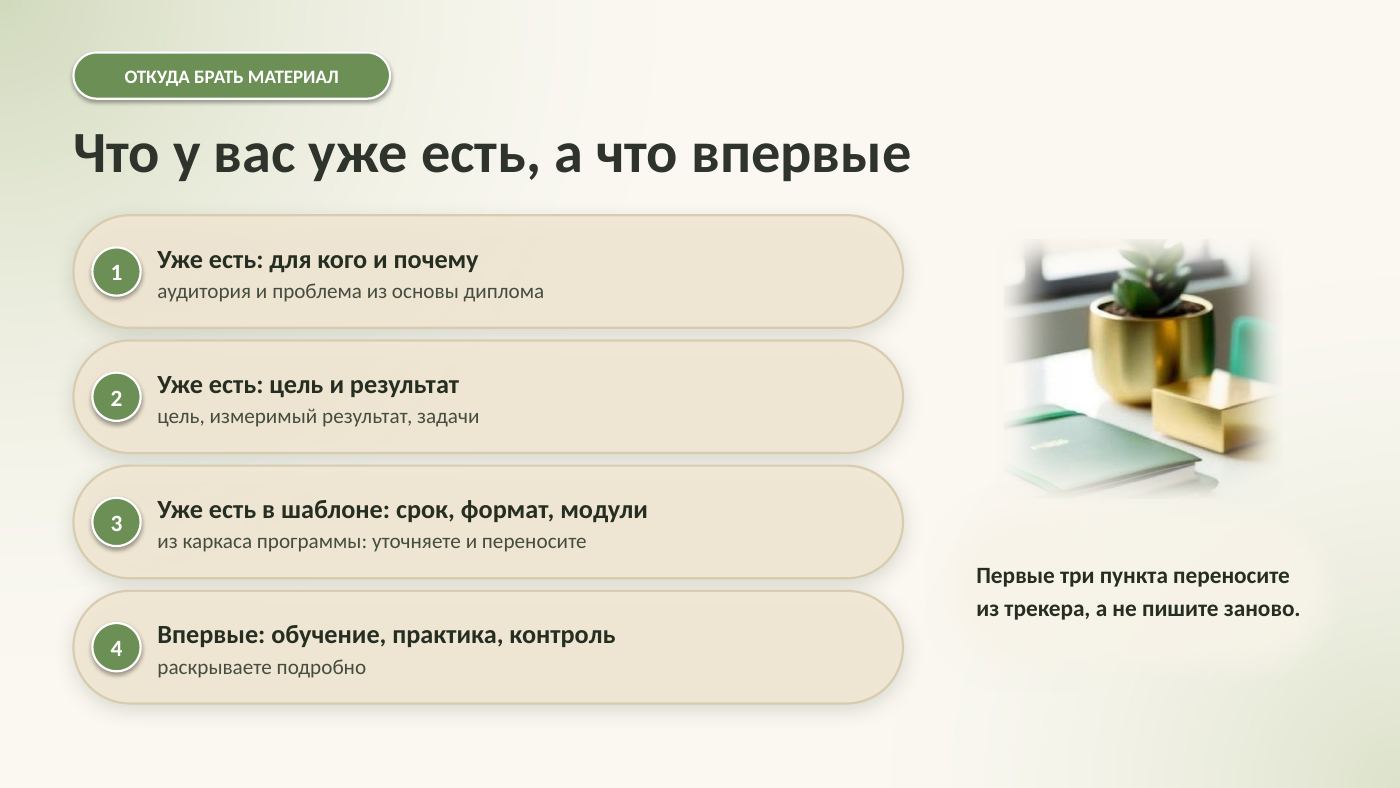 ОТКУДА БРАТЬ МАТЕРИАЛ
Что у вас уже есть, а что впервые
1
Уже есть: для кого и почему
аудитория и проблема из основы диплома
2
Уже есть: цель и результат
цель, измеримый результат, задачи
3
Уже есть в шаблоне: срок, формат, модули
из каркаса программы: уточняете и переносите
4
Впервые: обучение, практика, контроль
раскрываете подробно
Первые три пункта переносите
из трекера, а не пишите заново.